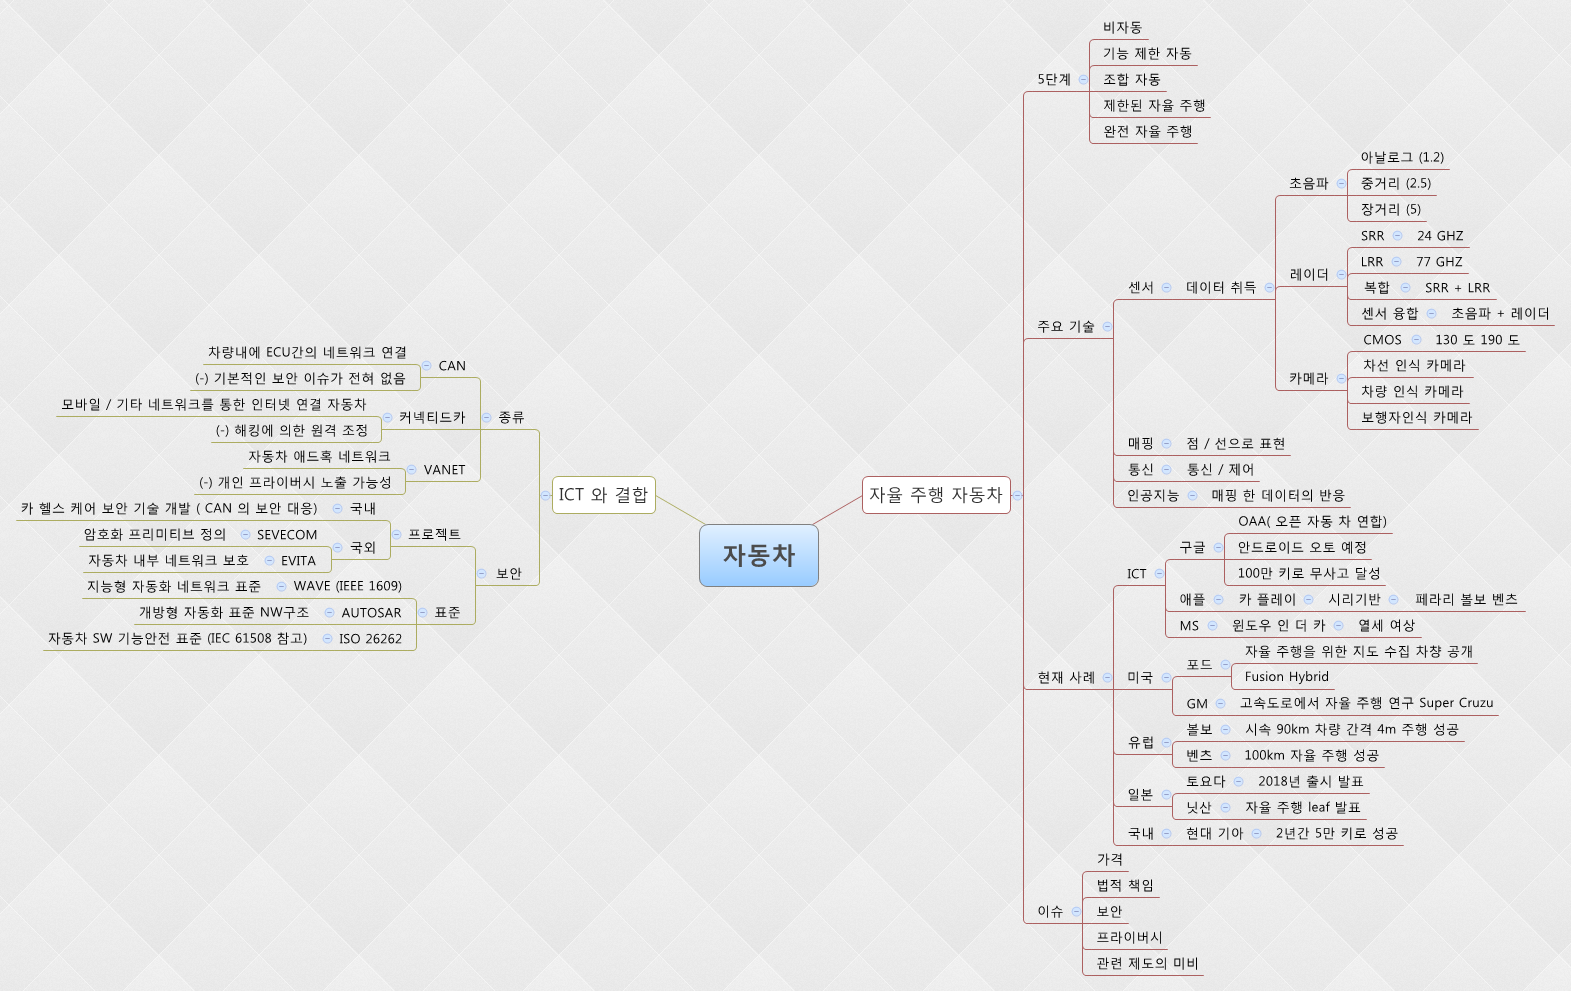 자동차
자율 주행 자동차
5단계
비자동
기능 제한 자동
조합 자동
제한된 자율 주행
완전 자율 주행
주요 기술
센서
데이터 취득
초음파
아날로그 (1.2)
중거리 (2.5)
장거리 (5)
레이더
SRR 24 GHZ
LRR 77 GHZ
복합 SRR + LRR
센서 융합 초음파 + 레이더
카메라
CMOS 130 도 190 도
차선 인식 카메라
차량 인식 카메라
보행자인식 카메라
매핑 점 / 선으로 표현
통신 통신 / 제어
인공지능 매핑 한 데이터의 반응
현재 사례
ICT
구글
OAA( 오픈 자동 차 연합)
안드로이드 오토 예정
100만 키로 무사고 달성
애플 카 플레이 시리기반 페라리 볼보 벤츠
MS 윈도우 인 더 카 열세 여상
미국
포드
자율 주행을 위한 지도 수집 차량 공개
Fusion Hybrid
GM 고속도로에서 자율 주행 연구 Super Cruzu
유럽
볼보 시속 90km 차량 간격 4m 주행 성공
벤츠 100km 자율 주행 성공
일본
토요다 2018년 출시 발표
닛산 자율 주행 leaf 발표
국내 현대 기아 2년간 5만 키로 성공
이슈
가격
법적 책임
보안
프라이버시
관련 제도의 미비
ICT 와 결합
종류
CAN
차량내에 ECU간의 네트워크 연결
(-) 기본적인 보안 이슈가 전혀 없음
커넥티드카
모바일 / 기타 네트워크를 통한 인터넷 연결 자동차
(-) 해킹에 의한 원격 조정
VANET
자동차 애드혹 네트워크
(-) 개인 프라이버시 노출 가능성
보안
프로젝트
카 헬스 케어 보안 기술 개발 ( CAN 의 보안 대응) 국내
국외
암호화 프리미티브 정의 SEVECOM
자동차 내부 네트워크 보호 EVITA
표준
지능형 자동화 네트워크 표준 WAVE (IEEE 1609)
개방형 자동화 표준 NW구조 AUTOSAR
자동차 SW 기능안전 표준 (IEC 61508 참고) ISO 26262